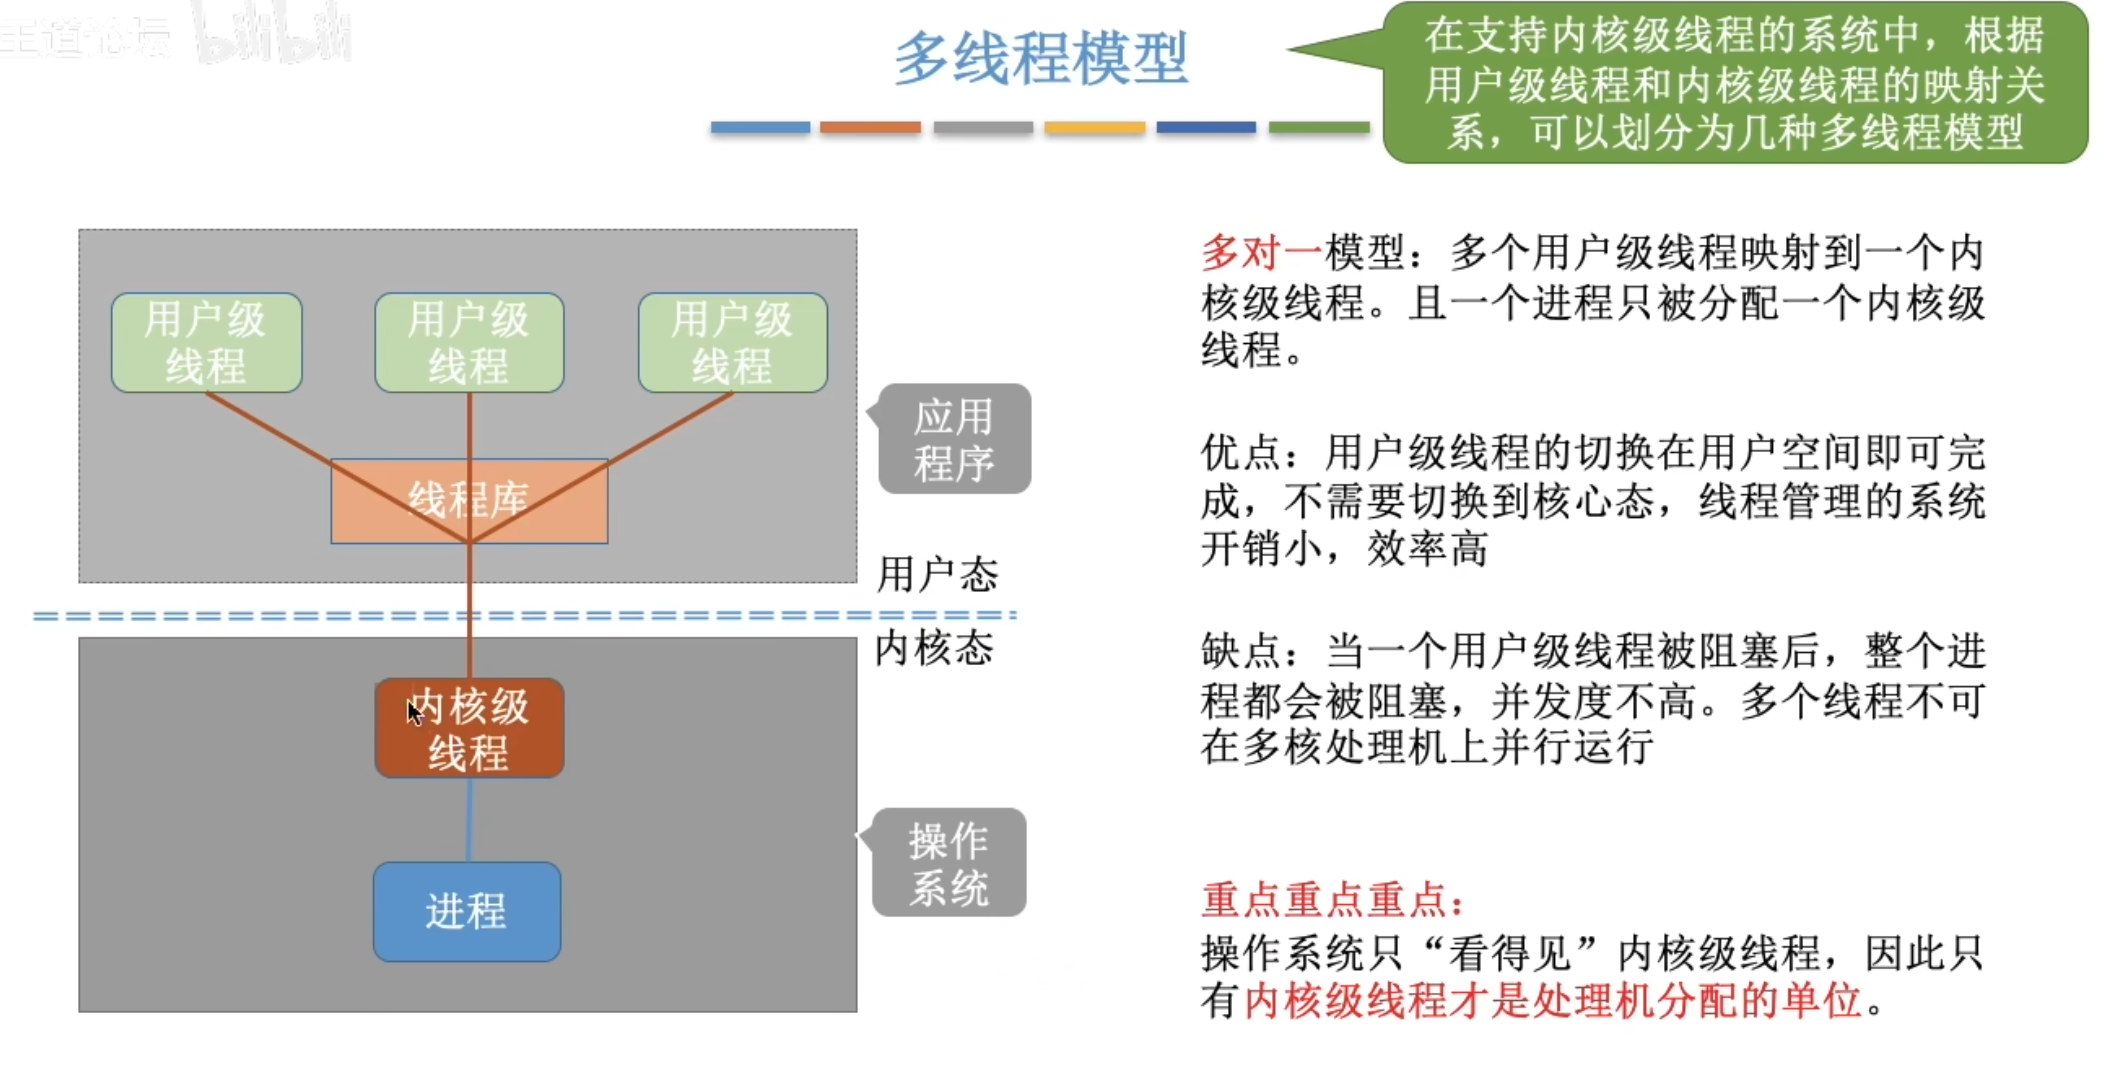 王道论坛 bilibili
多线程模型
在支持内核级线程的系统中，根据
用户级线程和内核级线程的映射关
系，可以划分为几种多线程模型
用户级
线程
用户级
线程
用户级
线程
线程库
应用
程序
用户态
内核态
内核级
线程
进程
操作
系统
多对一模型：多个用户级线程映射到一个内
核级线程。且一个进程只被分配一个内核级
线程。
优点：用户级线程的切换在用户空间即可完
成，不需要切换到核心态，线程管理的系统
开销小，效率高
缺点：当一个用户级线程被阻塞后，整个进
程都会被阻塞，并发度不高。多个线程不可
在多核处理机上并行运行
重点重点重点：
操作系统只“看得见”内核级线程，因此只
有内核级线程才是处理机分配的单位。